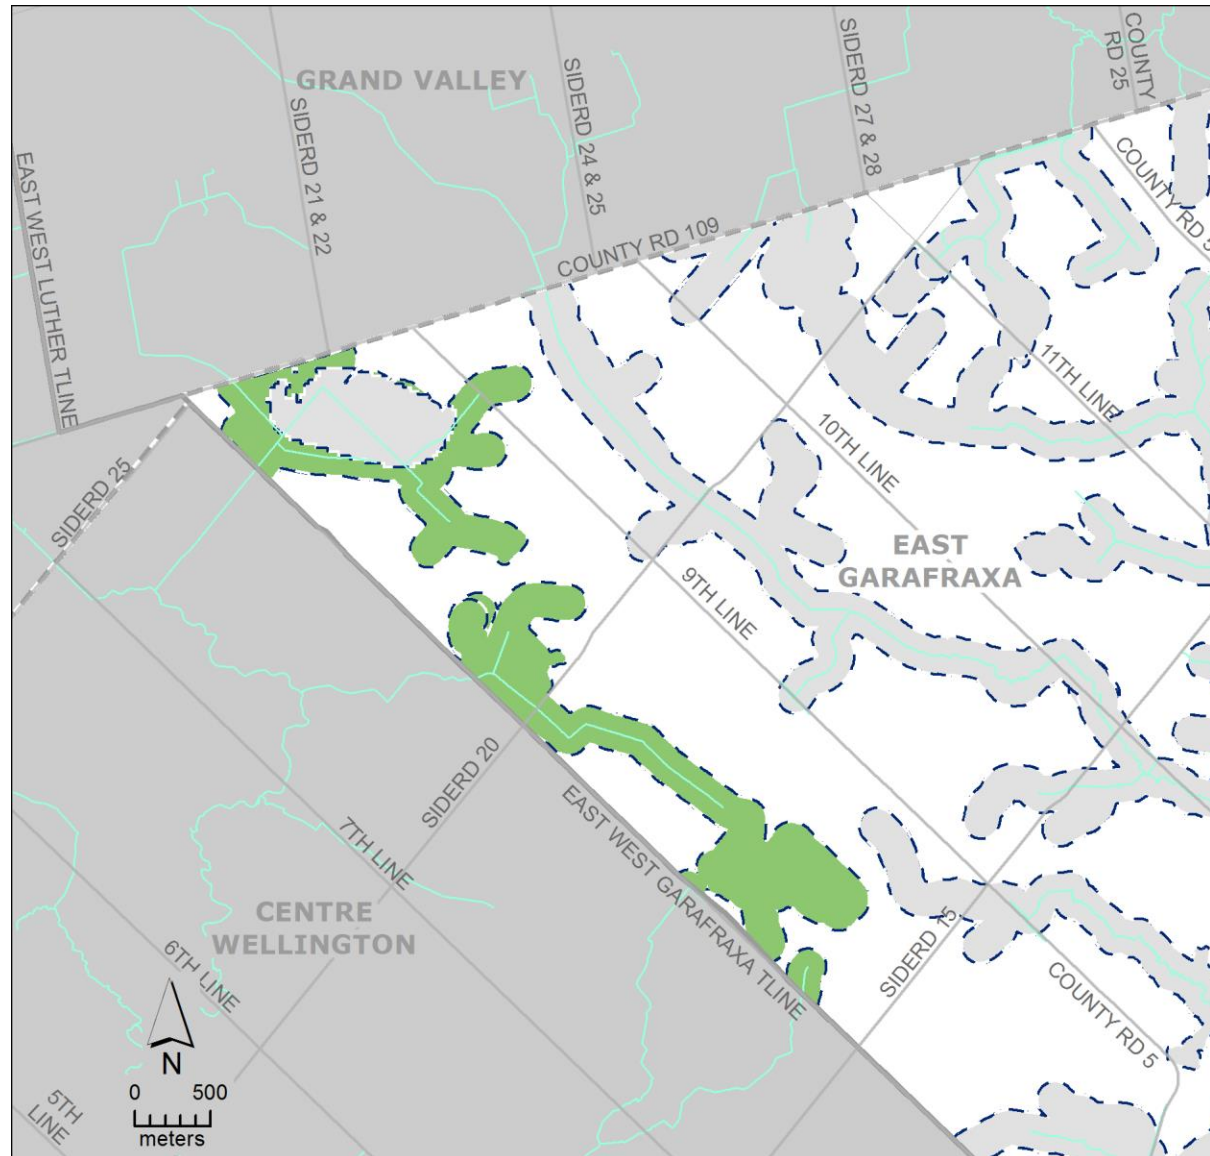 COUNTY
RD 25
GRAND VALLEY
SIDERD 27 & 28
SIDERD 24 & 25
SIDERD 21 & 22
EAST WEST LUTHER TLINE
COUNTY RD 5
COUNTY RD 109
11TH LINE
10TH LINE
SIDERD 25
EAST
GARAFRAXA
9TH LINE
SIDERD 20
EAST WEST GARAFRAXA TLINE
7TH LINE
CENTRE
WELLINGTON
SIDERD 15
6TH LINE
COUNTY RD 5
N
0 500
meters
5TH
LINE